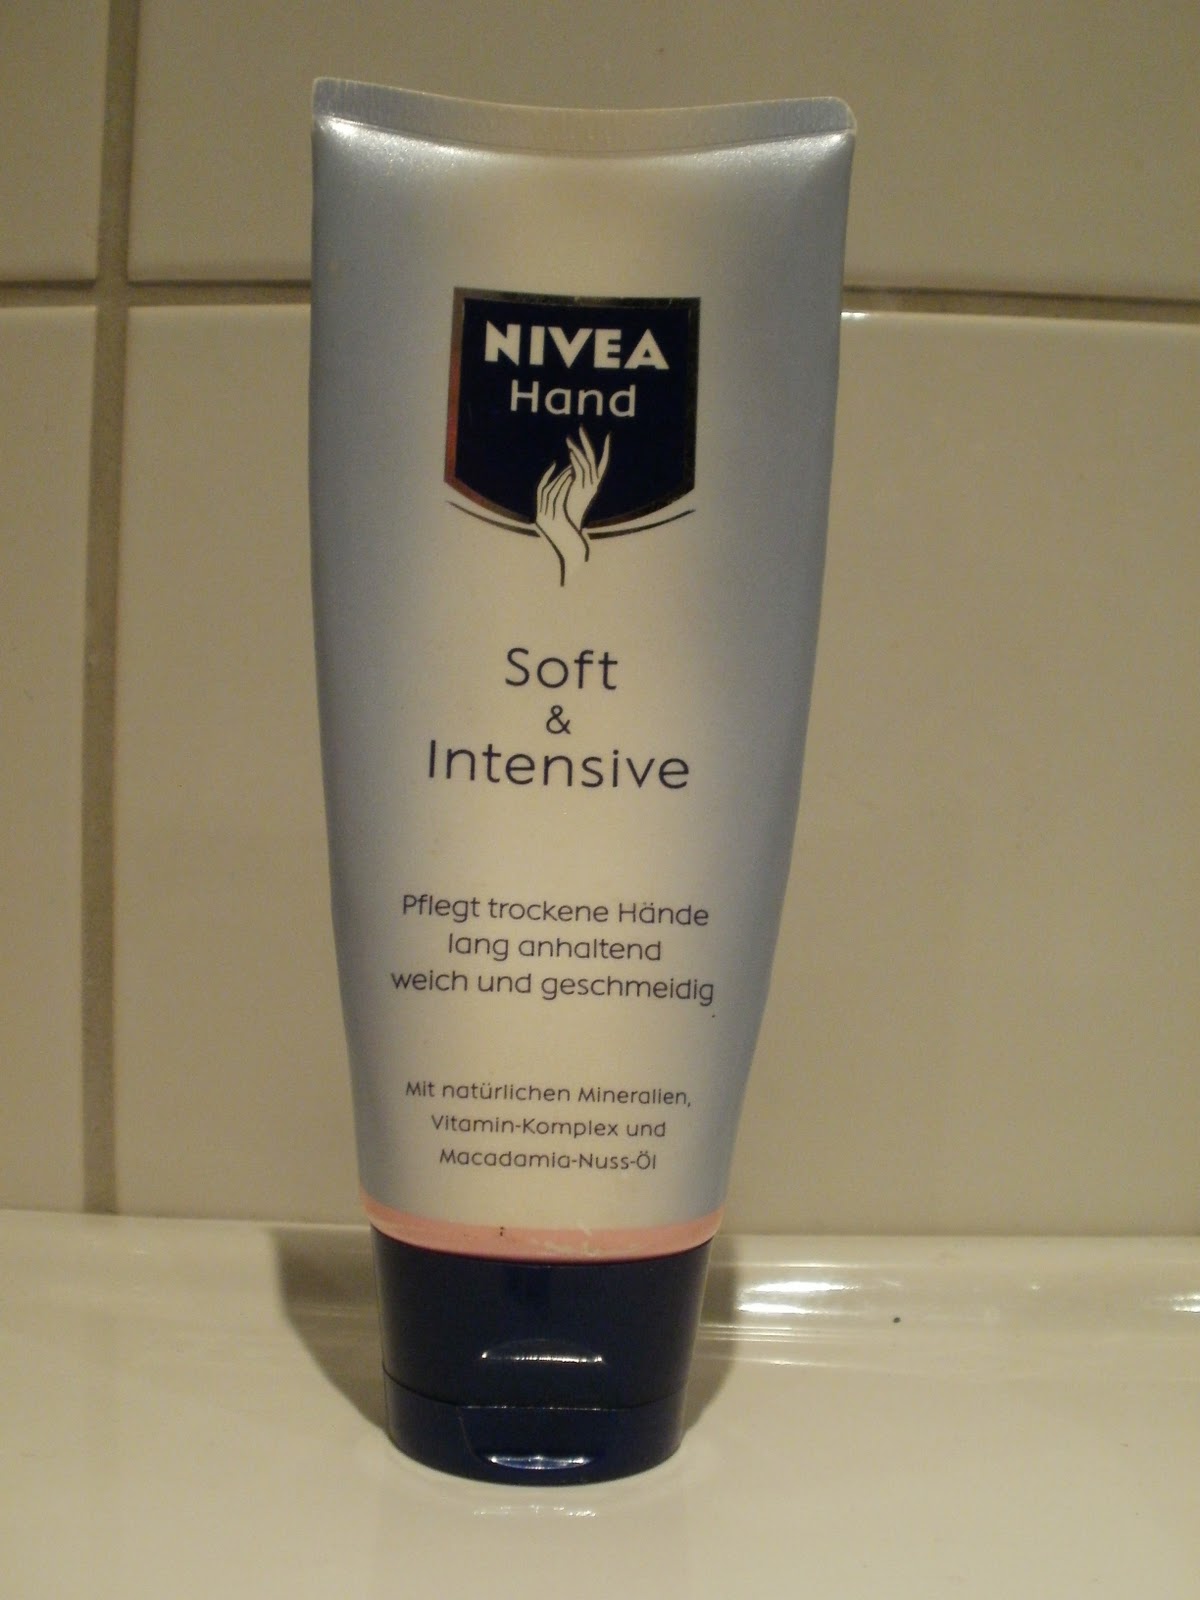 NIVEA
Hand
Soft
&
Intensive
Pflegt trockene Hände
lang anhaltend
weich und geschmeidig
Mit natürlichen Mineralien,
Vitamin-Komplex und
Macadamia-Nuss-Öl